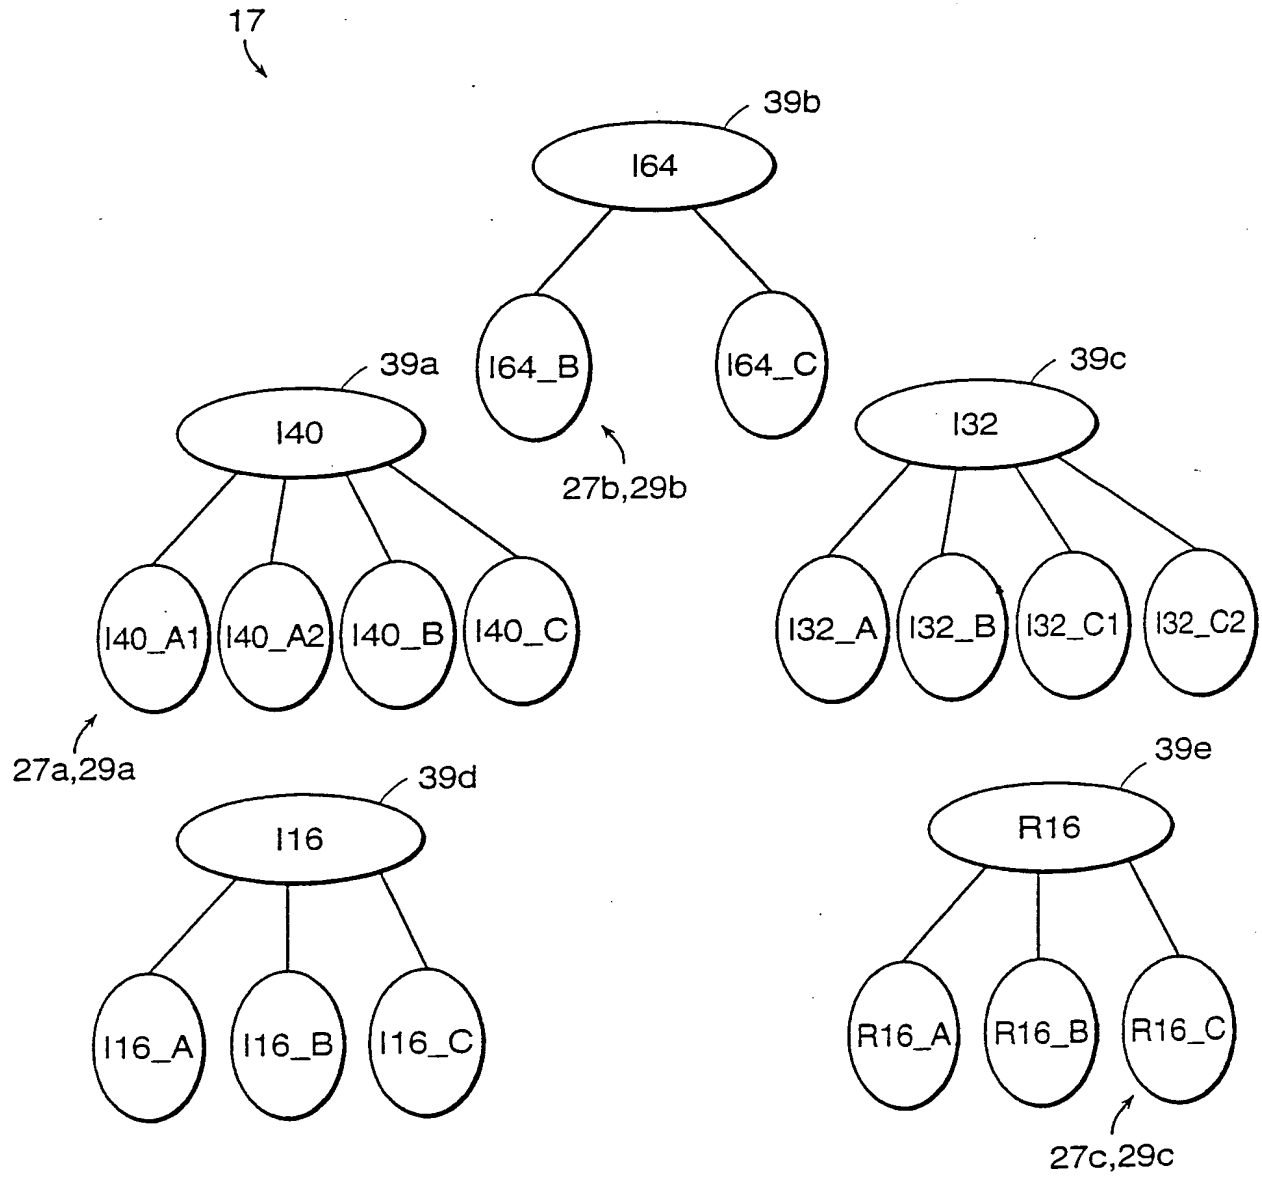 17
39b
I64
I64_B
I64_C
27b,29b
39a
I40
I40_A1
I40_A2
I40_B
I40_C
27a,29a
39c
I32
I32_A
I32_B
I32_C1
I32_C2
39d
I16
I16_A
I16_B
I16_C
39e
R16
R16_A
R16_B
R16_C
27c,29c